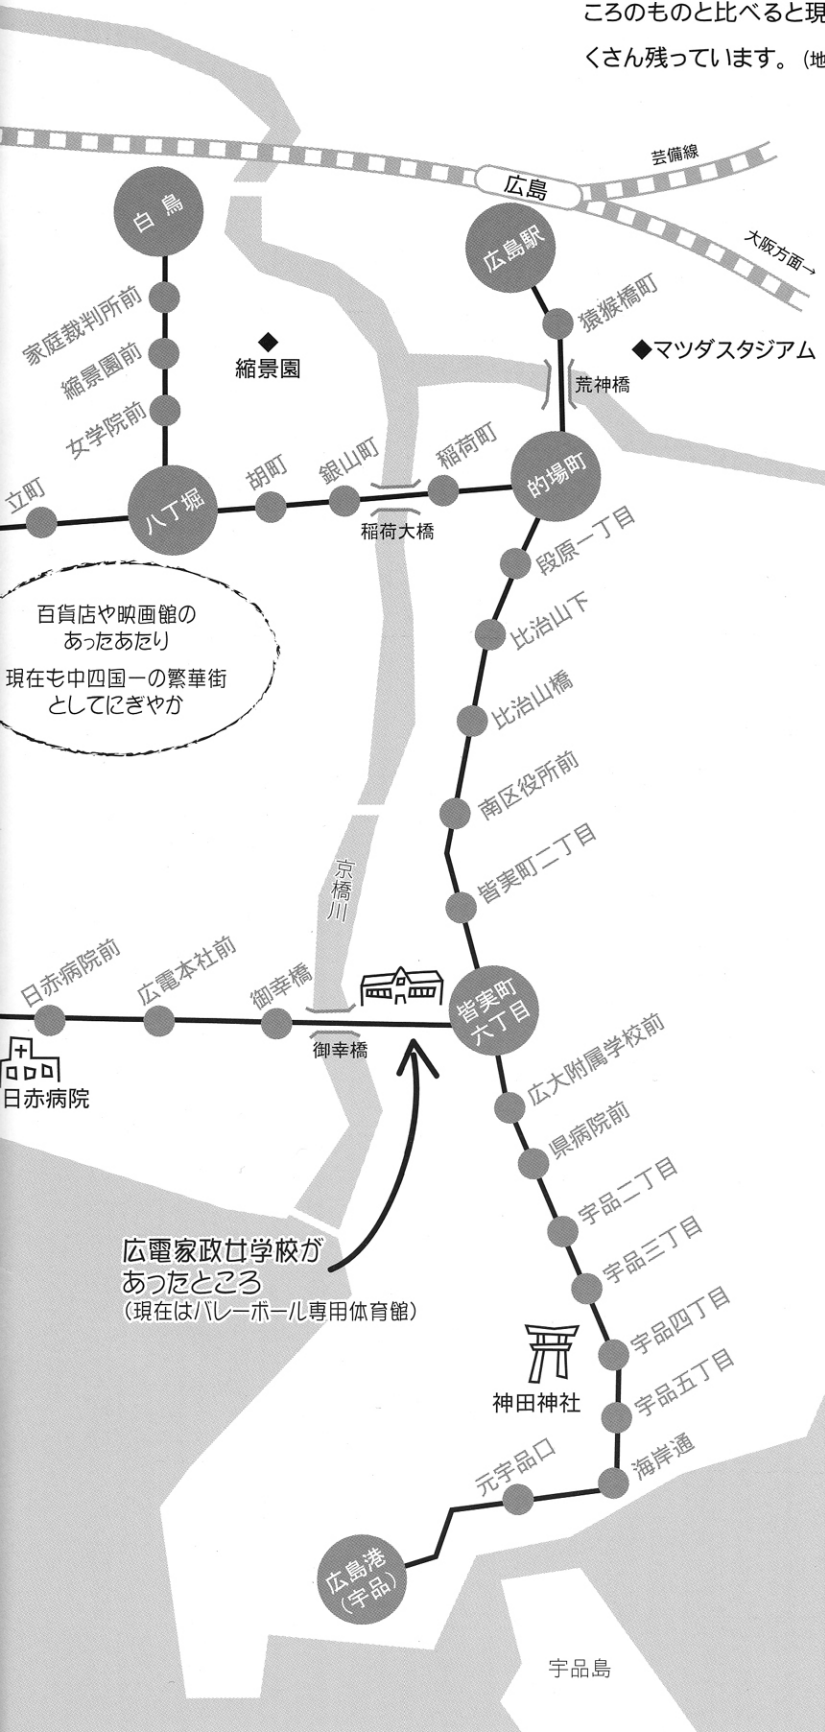 ころのものと比べると現
くさん残っています。（地
芸備線
広島
大阪方面→
白島
広島駅
家庭裁判所前
猿猴橋町
縮景園前
◆
縮景園
◆マツダスタジアム
荒神橋
女学院前
立町
八丁堀
胡町
銀山町
稲荷町
的場町
稲荷大橋
段原一丁目
百貨店や映画館の
あったあたり
現在も中四国一の繁華街
としてにぎやか
比治山下
比治山橋
南区役所前
皆実町二丁目
京橋川
日赤病院前
広電本社前
御幸橋
皆実町
六丁目
御幸橋
日赤病院
広大附属学校前
県病院前
宇品二丁目
広電家政女学校が
あったところ
（現在はバレーボール専用体育館）
宇品三丁目
宇品四丁目
神田神社
宇品五丁目
海岸通
元宇品口
広島港
（宇品）
宇品島